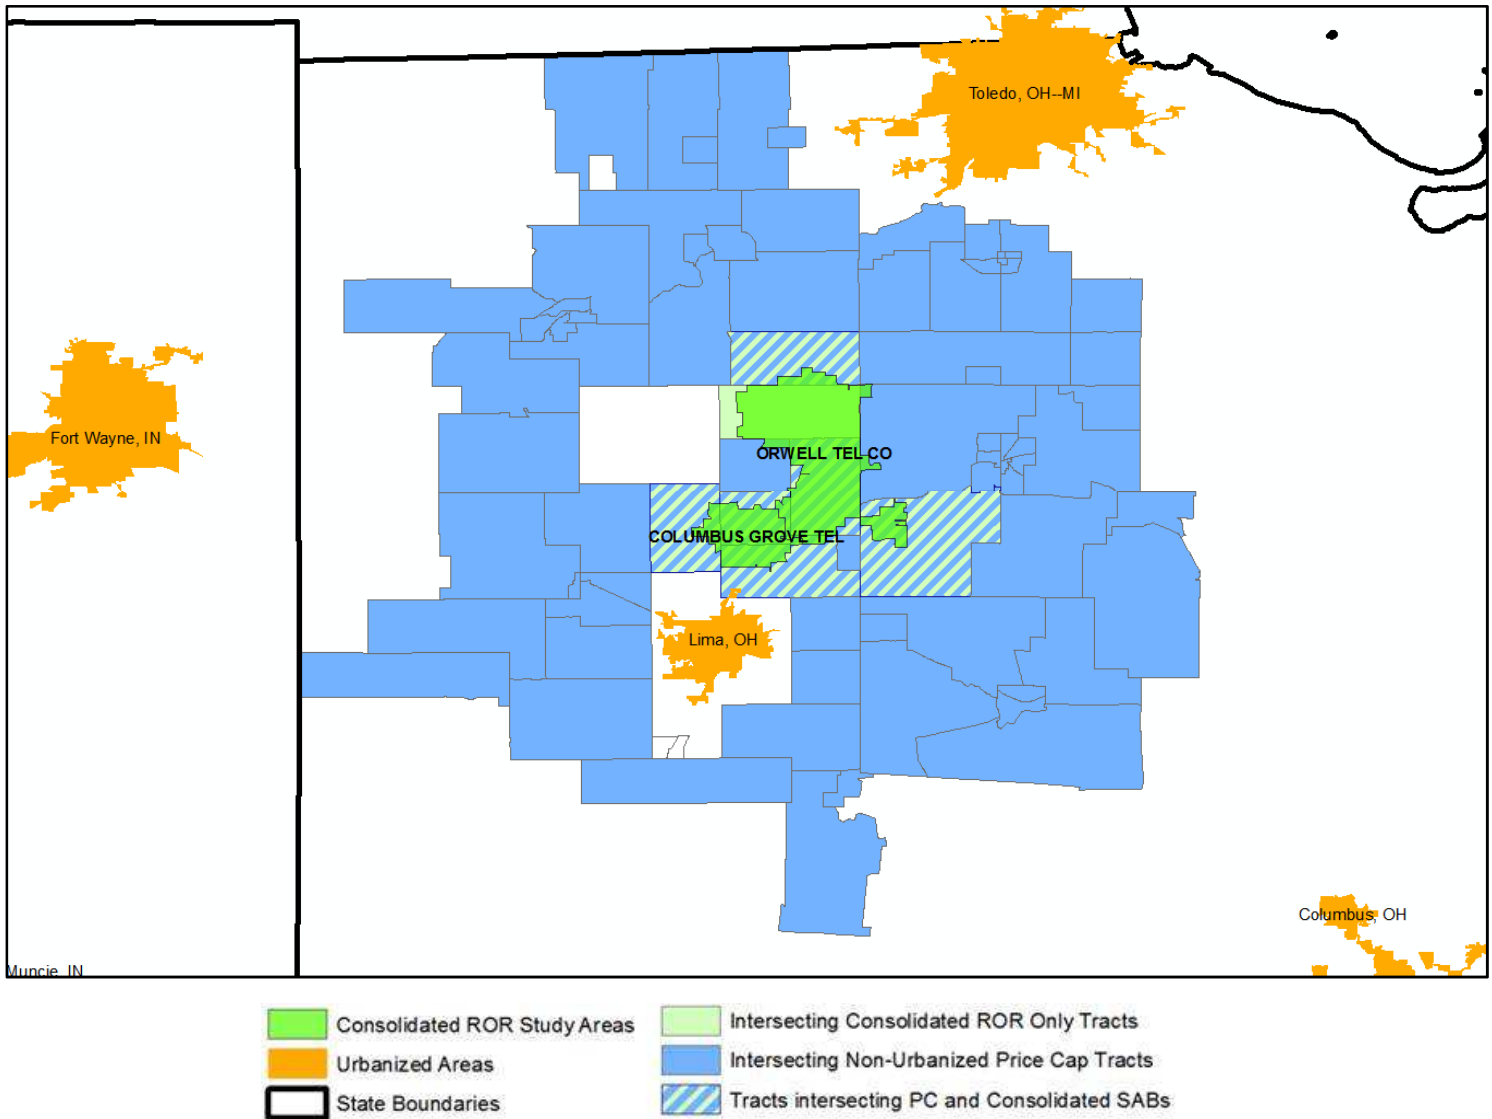 Toledo, OH--MI
Fort Wayne, IN
ORWELL TEL CO
COLUMBUS GROVE TEL
Lima, OH
Columbus, OH
Muncie, IN
Consolidated ROR Study Areas
Urbanized Areas
State Boundaries
Intersecting Consolidated ROR Only Tracts
Intersecting Non-Urbanized Price Cap Tracts
Tracts intersecting PC and Consolidated SABs